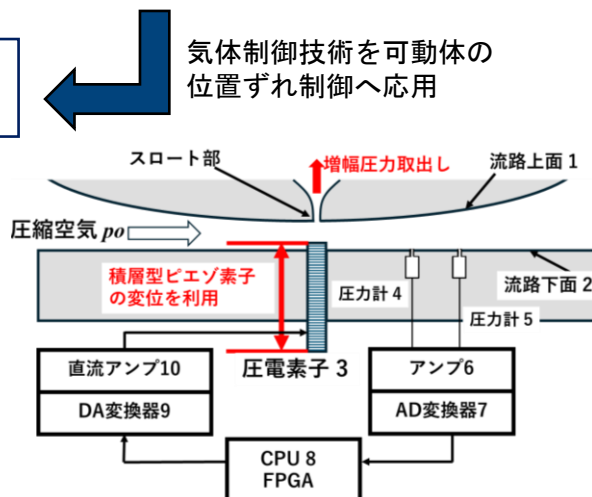 気体制御技術を可動体の
位置ずれ制御へ応用
スロート部
増幅圧力取出し
流路上面 1
圧縮空気 po
積層型ピエゾ素子
の変位を利用
圧力計 4
流路下面 2
圧力計 5
直流アンプ10
圧電素子 3
アンプ6
DA変換器9
AD変換器7
CPU 8
FPGA